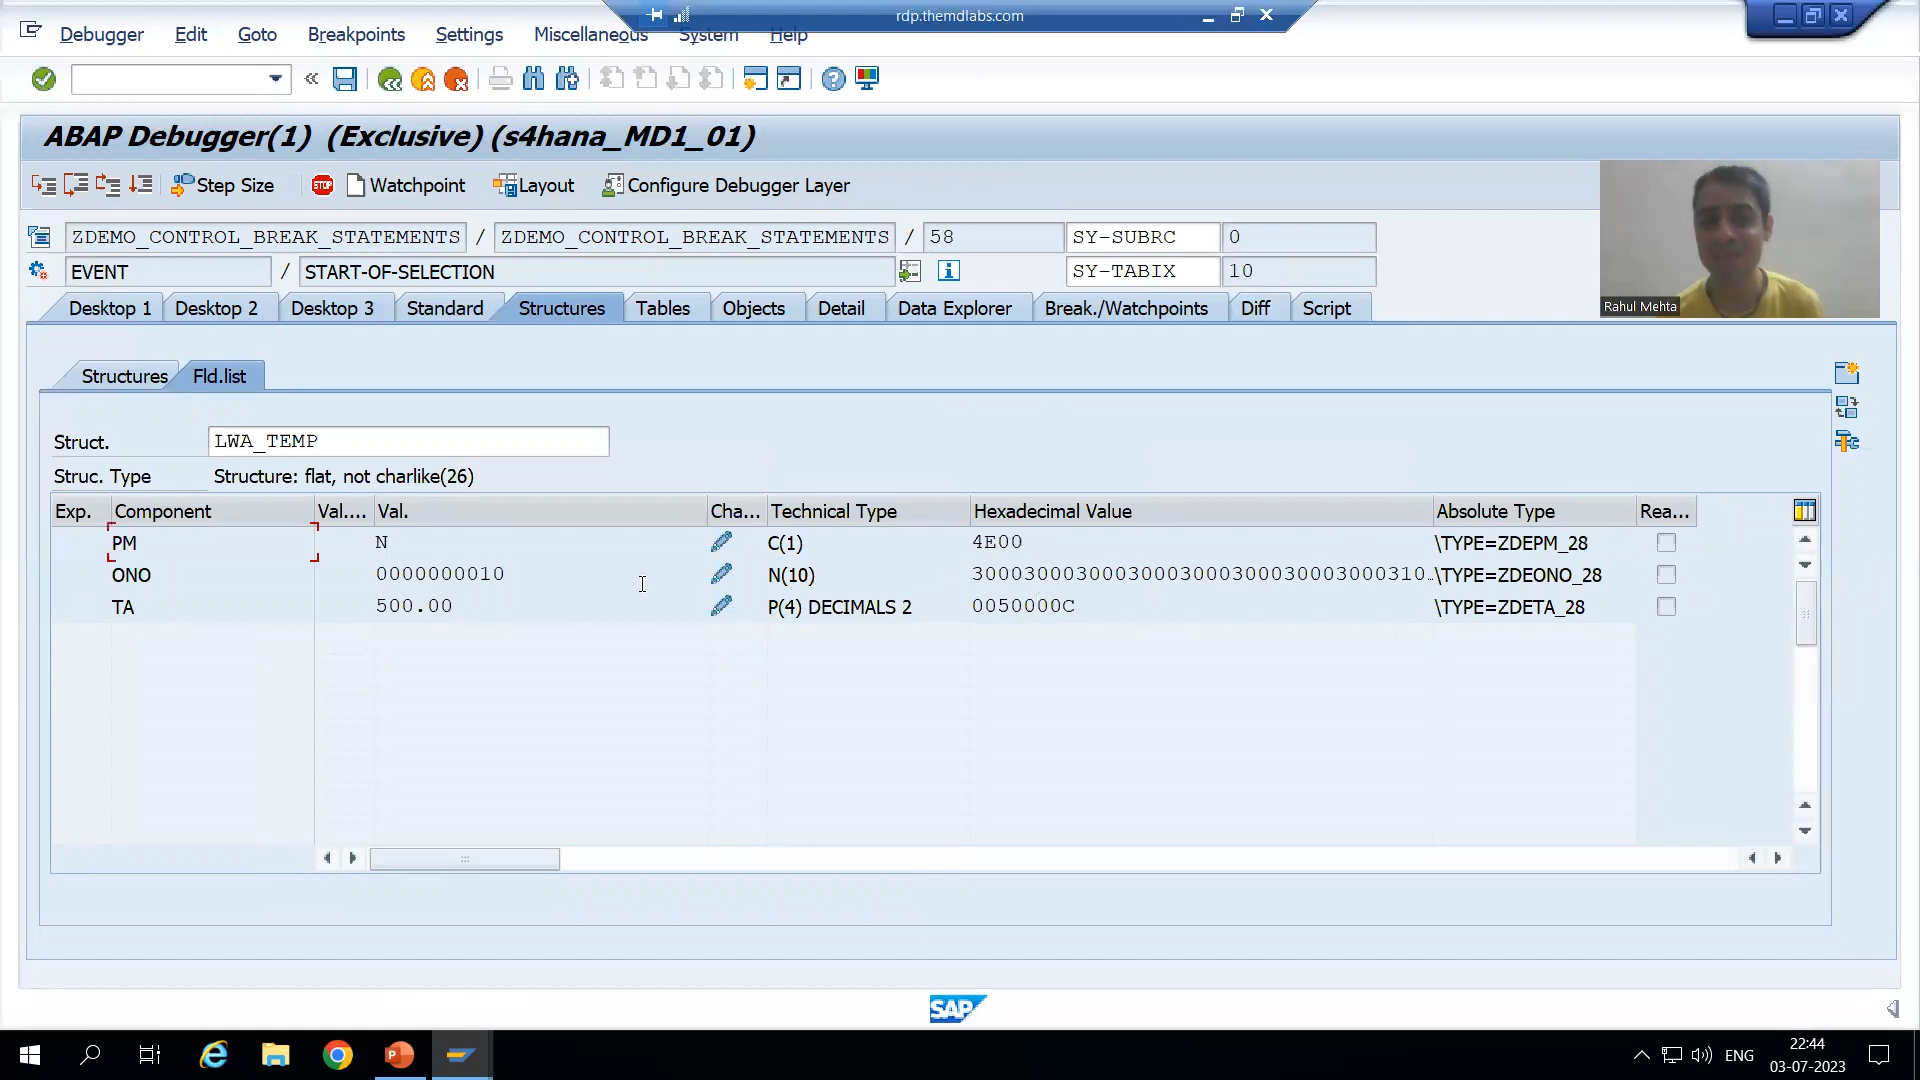 rdp.themdlabs.com
Debugger Edit Goto Breakpoints Settings Miscellaneous System Help
ABAP Debugger(1) (Exclusive) (s4hana_MD1_01)
Step Size STOP Watchpoint Layout Configure Debugger Layer
ZDEMO_CONTROL_BREAK_STATEMENTS / ZDEMO_CONTROL_BREAK_STATEMENTS / 58 SY-SUBRC 0
EVENT / START-OF-SELECTION SY-TABIX 10
Rahul Mehta
Desktop 1 Desktop 2 Desktop 3 Standard Structures Tables Objects Detail Data Explorer Break./Watchpoints Diff Script
Structures Fld.list
Struct. LWA_TEMP
Struc. Type Structure: flat, not charlike(26)
Exp. Component Val.... Val. Cha... Technical Type Hexadecimal Value Absolute Type Rea...
PM N C(1) 4E00 \TYPE=ZDEPM_28
ONO 0000000010 N(10) 300030003000300030003000300030003100... \TYPE=ZDEONO_28
TA 500.00 P(4) DECIMALS 2 0050000C \TYPE=ZDETA_28
SAP
ENG
22:44
03-07-2023